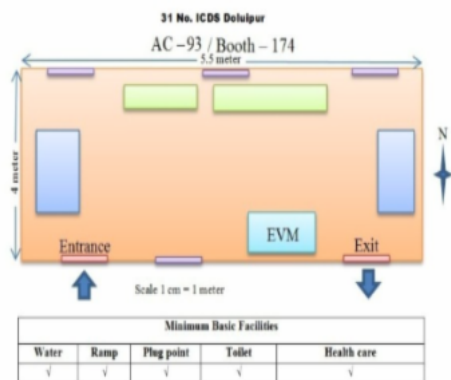 31 No. ICDS Deluipur
AC – 93 / Booth – 174
5.5 meter
4 meter
N
EVM
Entrance
Exit
Scale 1 cm = 1 meter
Minimum Basic Facilities
Water Ramp Plug point Toilet Health care
√ √ √ √ √